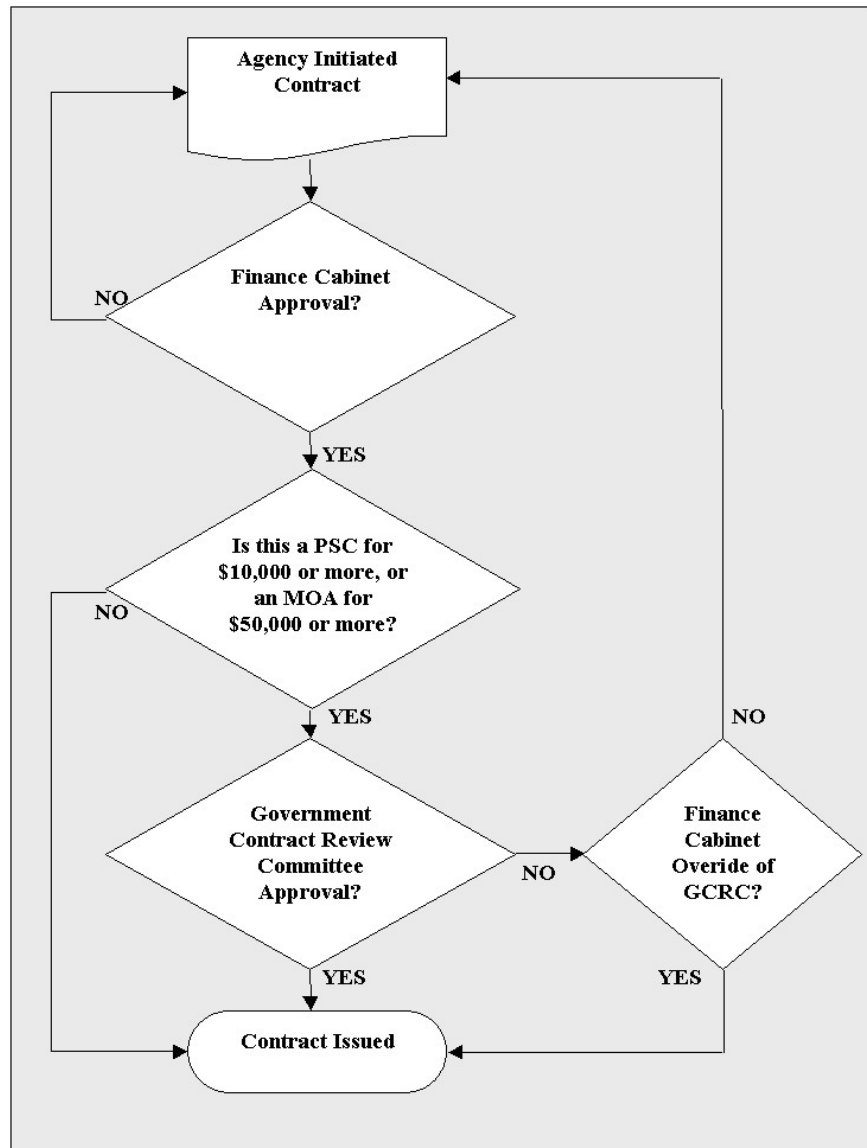 Agency Initiated
Contract
Finance Cabinet
Approval?
NO
YES
Is this a PSC for
$10,000 or more, or
an MOA for
$50,000 or more?
NO
YES
Government
Contract Review
Committee
Approval?
NO
YES
Finance
Cabinet
Overide of
GCRC?
NO
YES
Contract Issued